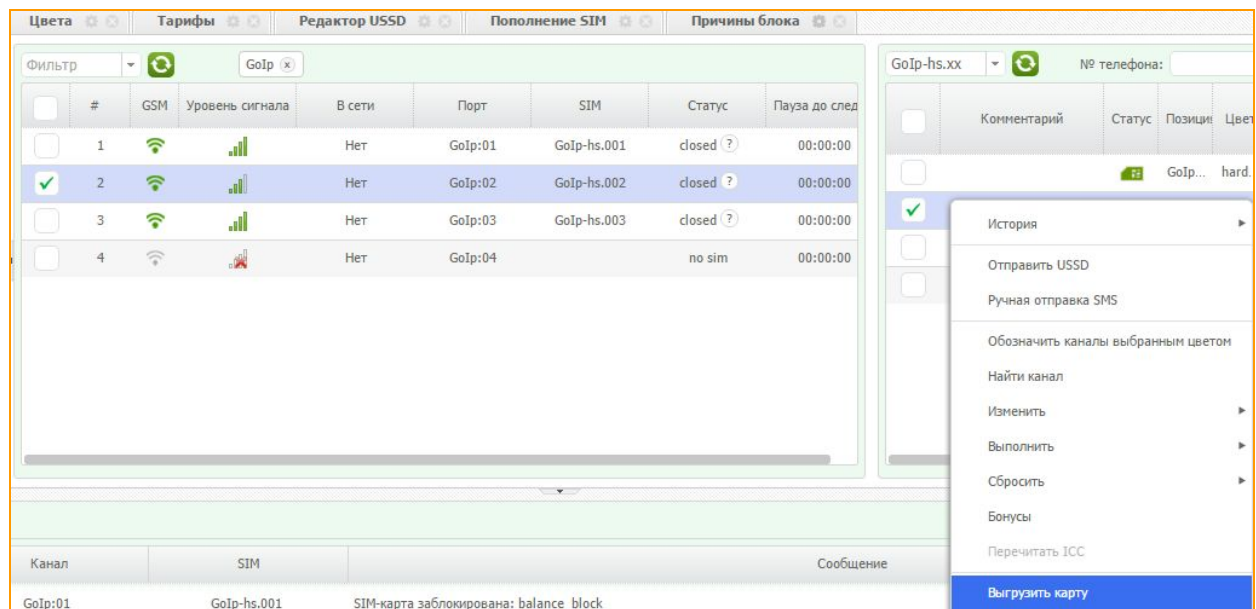 Цвета Тарифы Редактор USSD Пополнение SIM Причины блока
Фильтр GoIp
# GSM Уровень сигнала В сети Порт SIM Статус Пауза до след
1 Нет GoIp:01 GoIp-hs.001 closed ? 00:00:00
2 Нет GoIp:02 GoIp-hs.002 closed ? 00:00:00
3 Нет GoIp:03 GoIp-hs.003 closed ? 00:00:00
4 Нет GoIp:04 no sim 00:00:00
GoIp-hs.xx № телефона:
Комментарий Статус Позици Цвет
GoIp... hard.
История
Отправить USSD
Ручная отправка SMS
Обозначить каналы выбранным цветом
Найти канал
Изменить
Выполнить
Сбросить
Бонусы
Перечитать ICC
Выгрузить карту
Канал SIM Сообщение
GoIp:01 GoIp-hs.001 SIM-карта заблокирована: balance_block